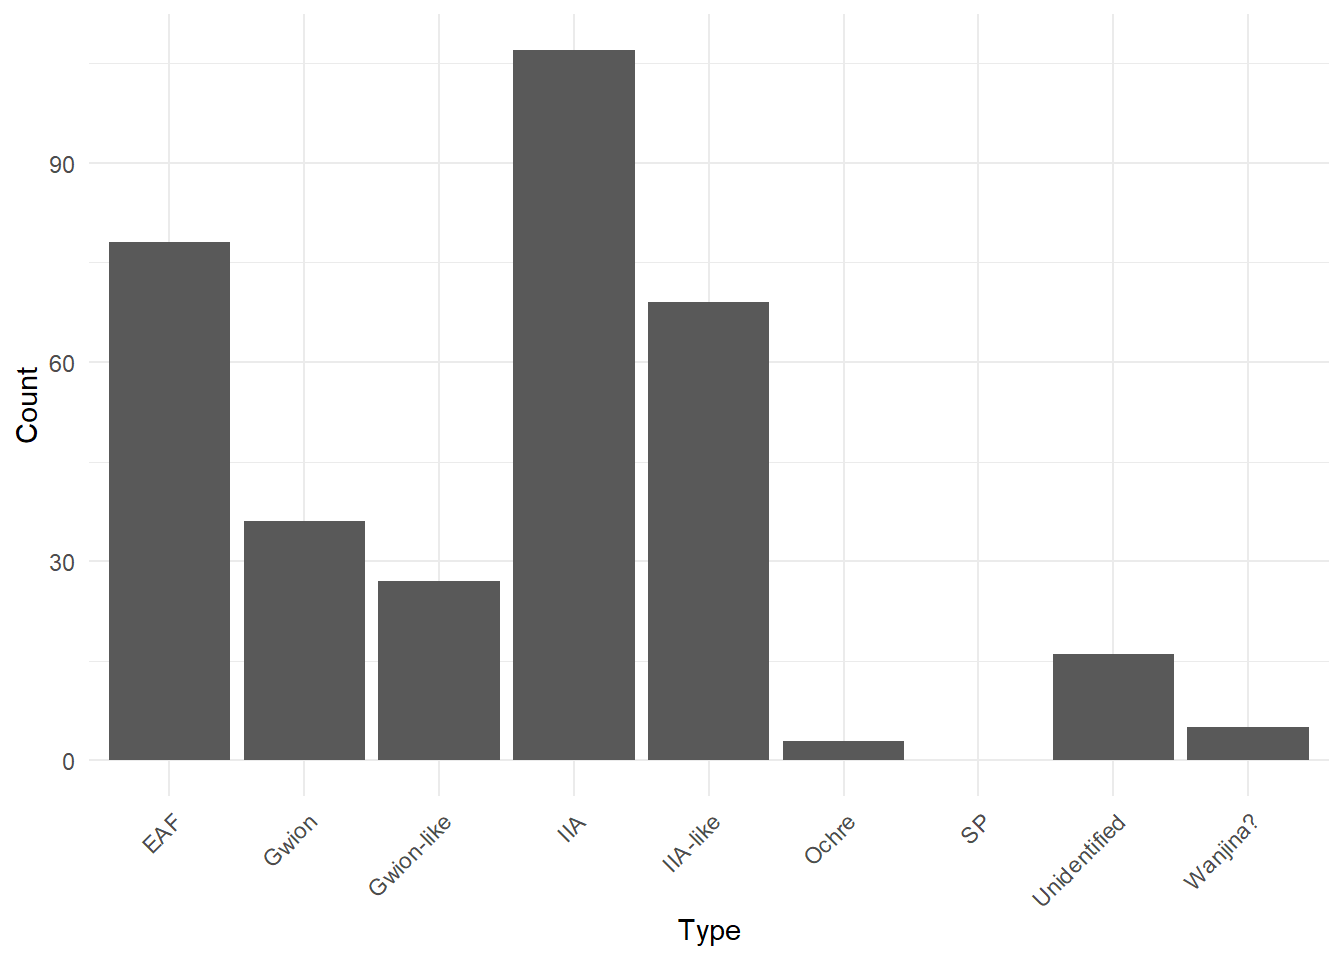 90
60
30
0
Count
EAF
Gwion
Gwion-like
IIA
IIA-like
Ochre
SP
Unidentified
Wanjina?
Type